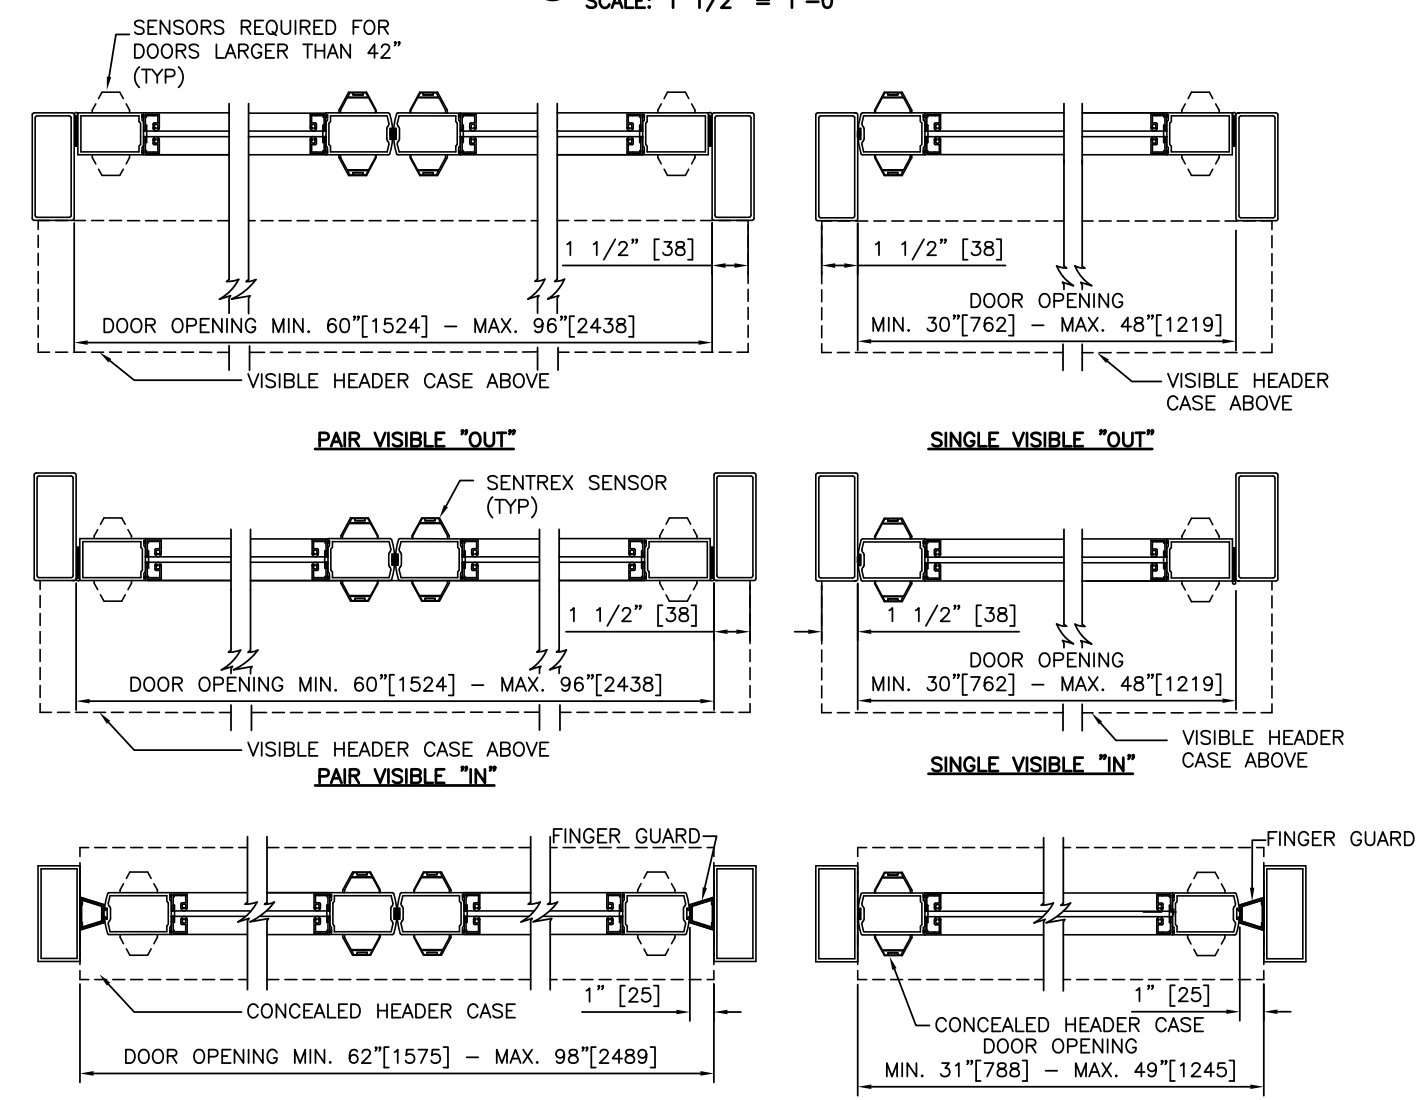 SCALE: 1 1/2" = 1'-0"
SENSORS REQUIRED FOR
DOORS LARGER THAN 42"
(TYP)
1 1/2" [38]
DOOR OPENING MIN. 60"[1524] – MAX. 96"[2438]
VISIBLE HEADER CASE ABOVE
PAIR VISIBLE "OUT"
1 1/2" [38]
DOOR OPENING
MIN. 30"[762] – MAX. 48"[1219]
VISIBLE HEADER
CASE ABOVE
SINGLE VISIBLE "OUT"
SENTREX SENSOR
(TYP)
1 1/2" [38]
DOOR OPENING MIN. 60"[1524] – MAX. 96"[2438]
VISIBLE HEADER CASE ABOVE
PAIR VISIBLE "IN"
1 1/2" [38]
DOOR OPENING
MIN. 30"[762] – MAX. 48"[1219]
VISIBLE HEADER
CASE ABOVE
SINGLE VISIBLE "IN"
FINGER GUARD
1" [25]
CONCEALED HEADER CASE
DOOR OPENING MIN. 62"[1575] – MAX. 98"[2489]
FINGER GUARD
1" [25]
CONCEALED HEADER CASE
DOOR OPENING
MIN. 31"[788] – MAX. 49"[1245]